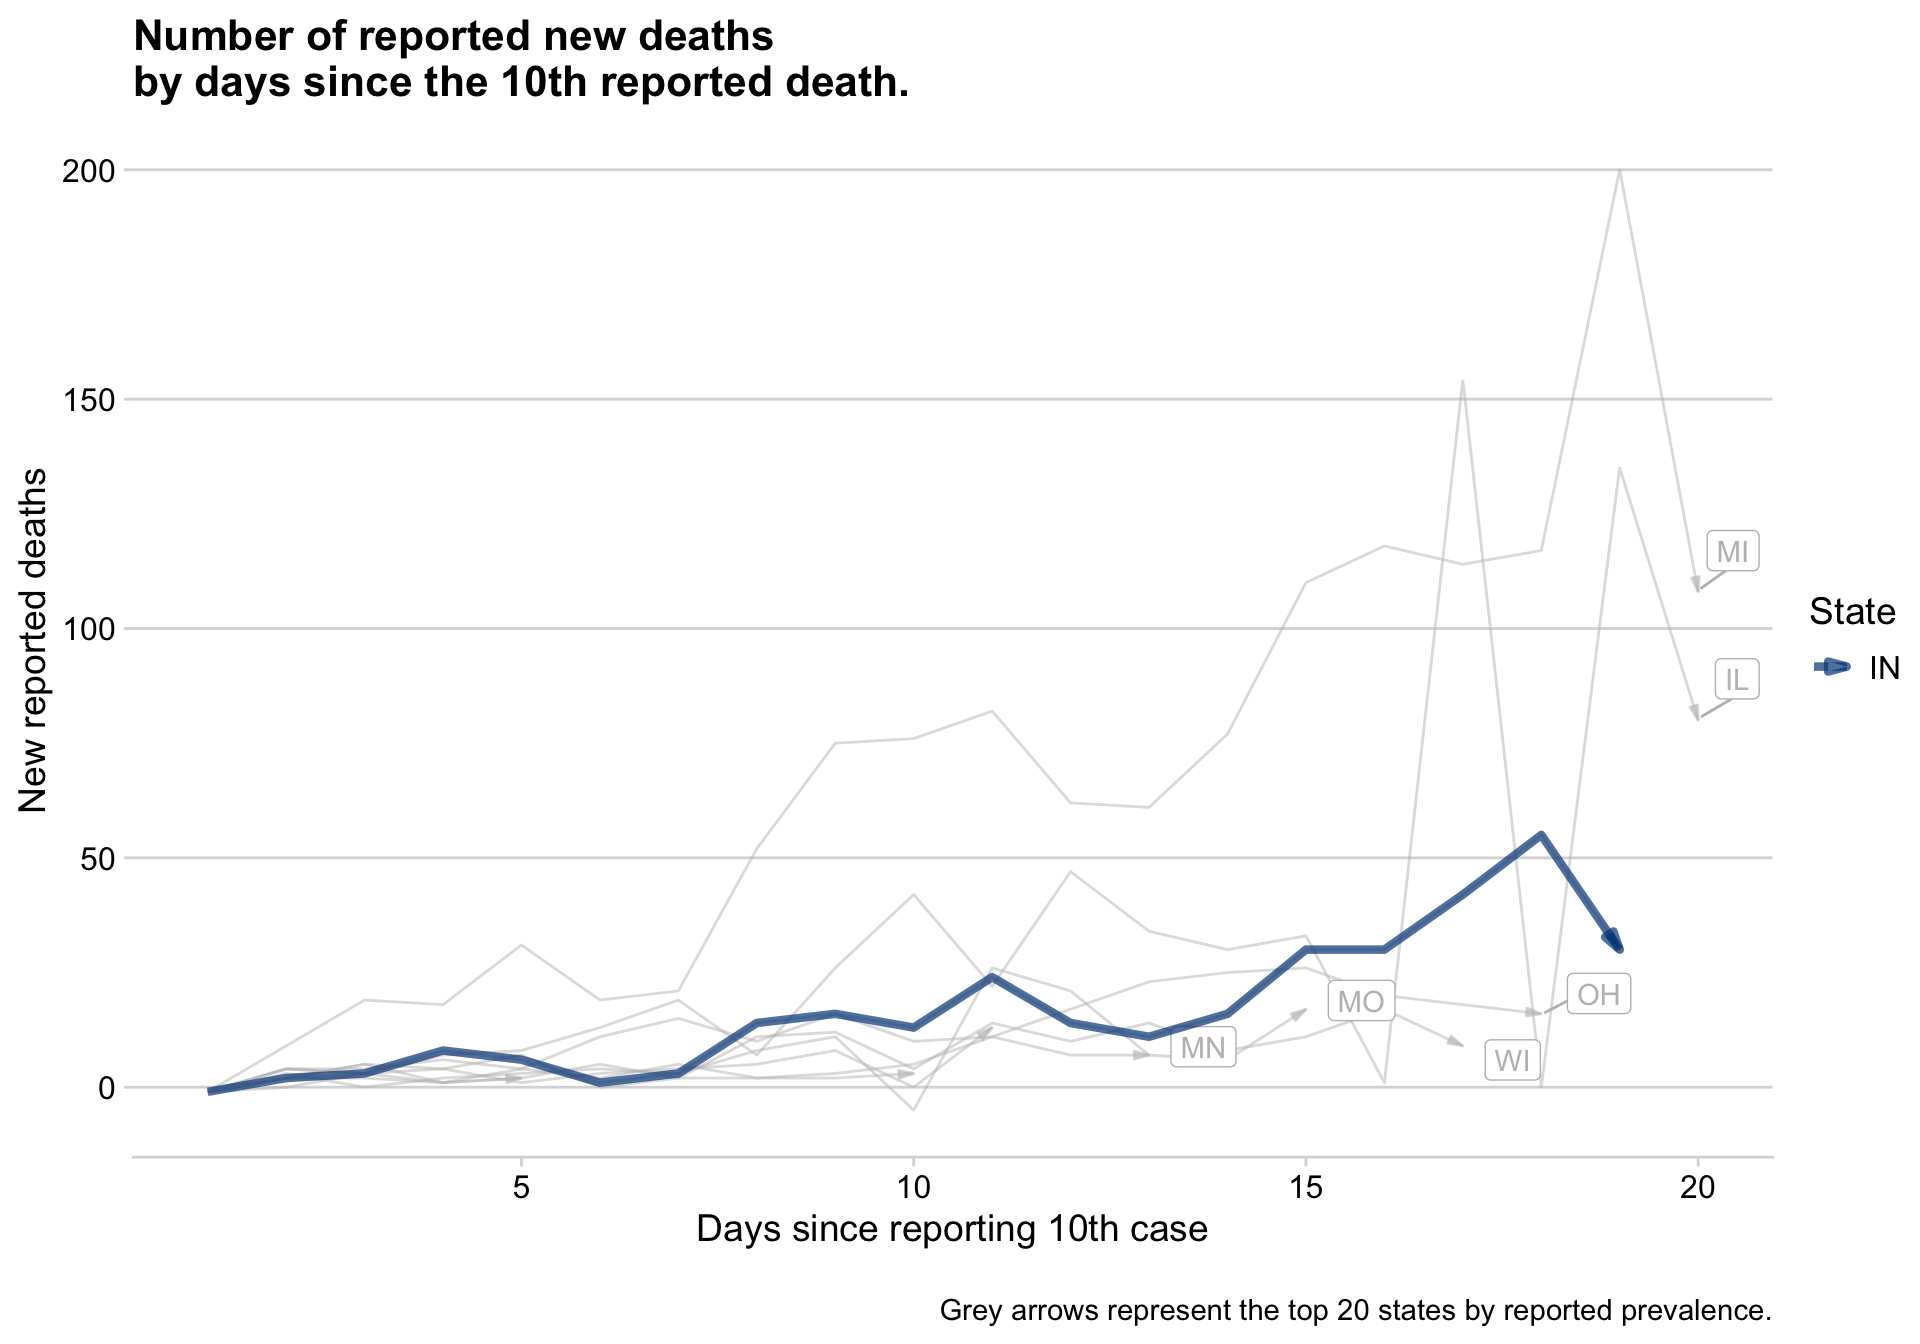 Number of reported new deaths
by days since the 10th reported death.
New reported deaths
200
150
100
50
0
MI
IL
OH
MO
MN
WI
State
IN
5
10
15
20
Days since reporting 10th case
Grey arrows represent the top 20 states by reported prevalence.